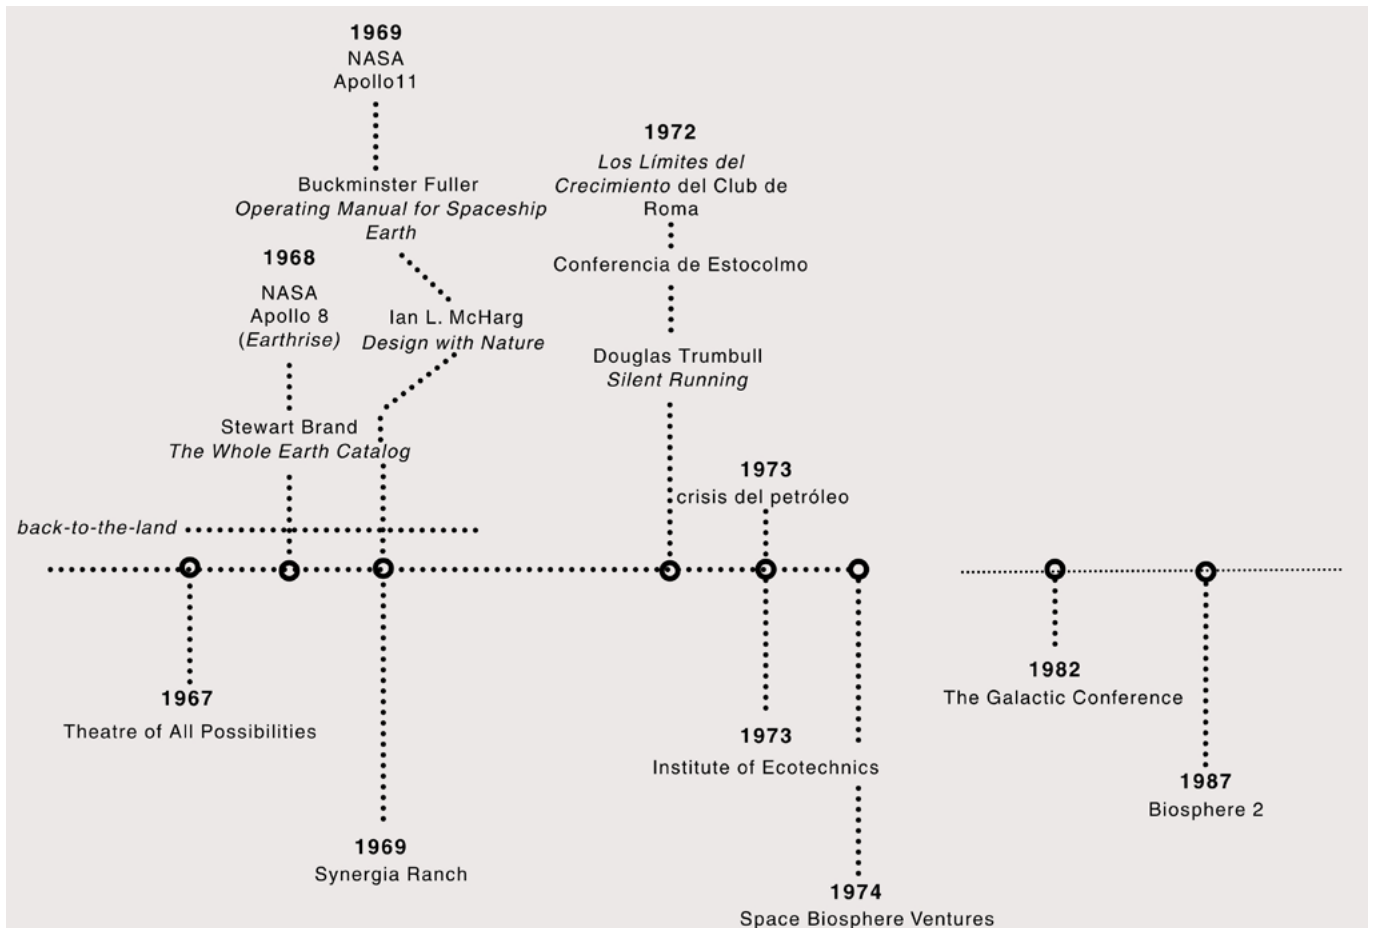 1969
NASA
Apollo11
Buckminster Fuller
Operating Manual for Spaceship
Earth
1968
NASA
Apollo 8
(Earthrise)
Ian L. McHarg
Design with Nature
Stewart Brand
The Whole Earth Catalog
1972
Los Límites del
Crecimiento del Club de
Roma
Conferencia de Estocolmo
Douglas Trumbull
Silent Running
1973
crisis del petróleo
back-to-the-land
1967
Theatre of All Possibilities
1969
Synergia Ranch
1973
Institute of Ecotechnics
1974
Space Biosphere Ventures
1982
The Galactic Conference
1987
Biosphere 2